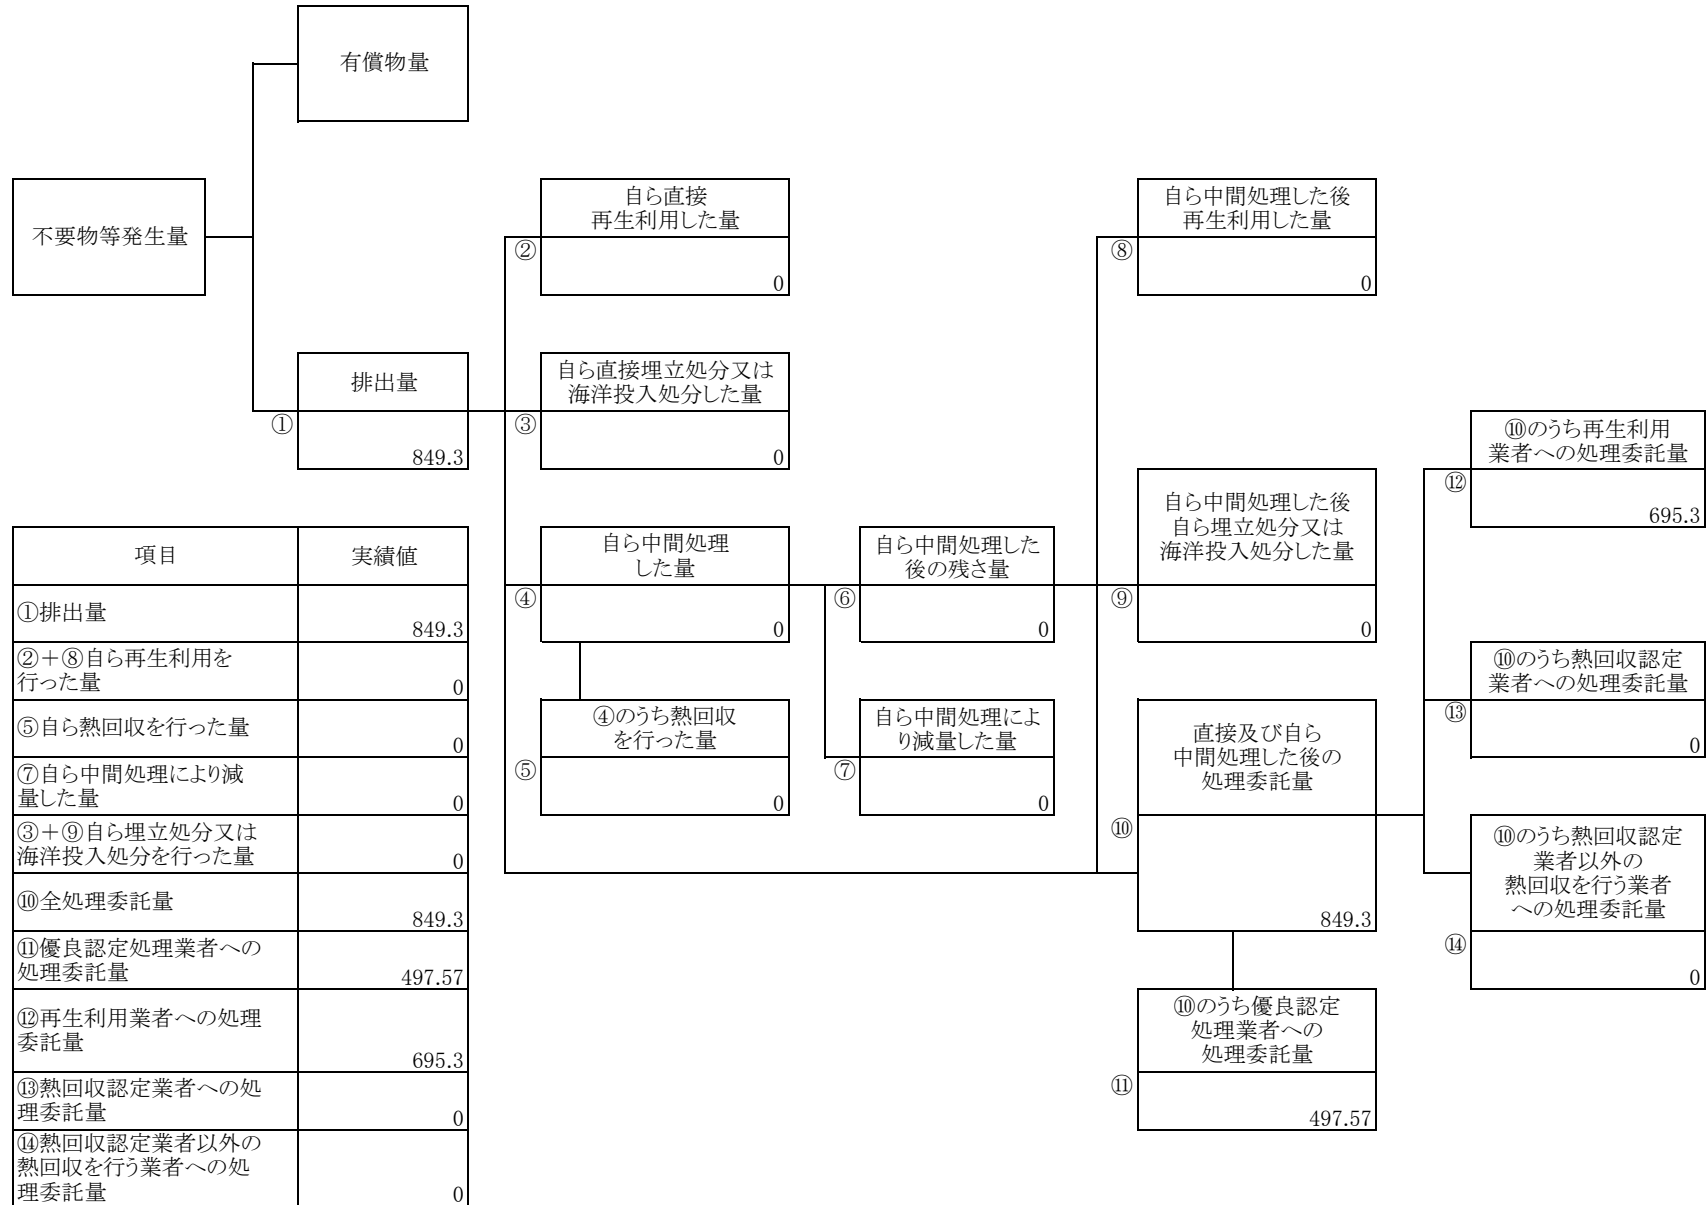 有償物量
不要物等発生量
自ら直接
再生利用した量
②
0
自ら中間処理した後
再生利用した量
⑧
0
排出量
①
849.3
自ら直接埋立処分又は
海洋投入処分した量
③
0
⑩のうち再生利用
業者への処理委託量
⑫
695.3
自ら中間処理した後
自ら埋立処分又は
海洋投入処分した量
⑨
0
自ら中間処理
した量
④
0
自ら中間処理した
後の残さ量
⑥
0
⑩のうち熱回収認定
業者への処理委託量
⑬
0
④のうち熱回収
を行った量
⑤
0
自ら中間処理によ
り減量した量
⑦
0
直接及び自ら
中間処理した後の
処理委託量
⑩
849.3
⑩のうち熱回収認定
業者以外の
熱回収を行う業者
への処理委託量
⑭
0
⑩のうち優良認定
処理業者への
処理委託量
⑪
497.57
項目 実績値
①排出量
849.3
②＋⑧自ら再生利用を
行った量
0
⑤自ら熱回収を行った量
0
⑦自ら中間処理により減
量した量
0
③＋⑨自ら埋立処分又は
海洋投入処分を行った量
0
⑩全処理委託量
849.3
⑪優良認定処理業者への
処理委託量
497.57
⑫再生利用業者への処理
委託量
695.3
⑬熱回収認定業者への処
理委託量
0
⑭熱回収認定業者以外の
熱回収を行う業者への処
理委託量
0